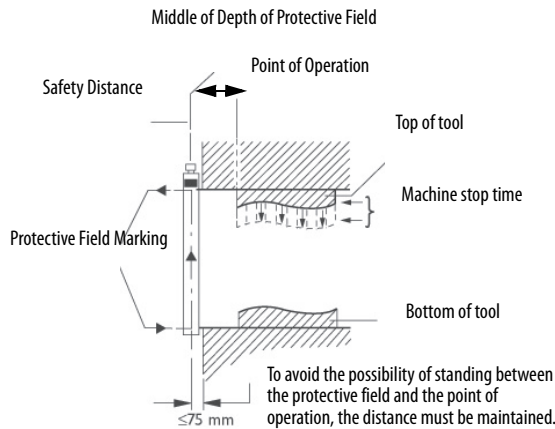 Middle of Depth of Protective Field
Point of Operation
Safety Distance
Top of tool
Machine stop time
Protective Field Marking
Bottom of tool
To avoid the possibility of standing between
the protective field and the point of
operation, the distance must be maintained.
≤75 mm